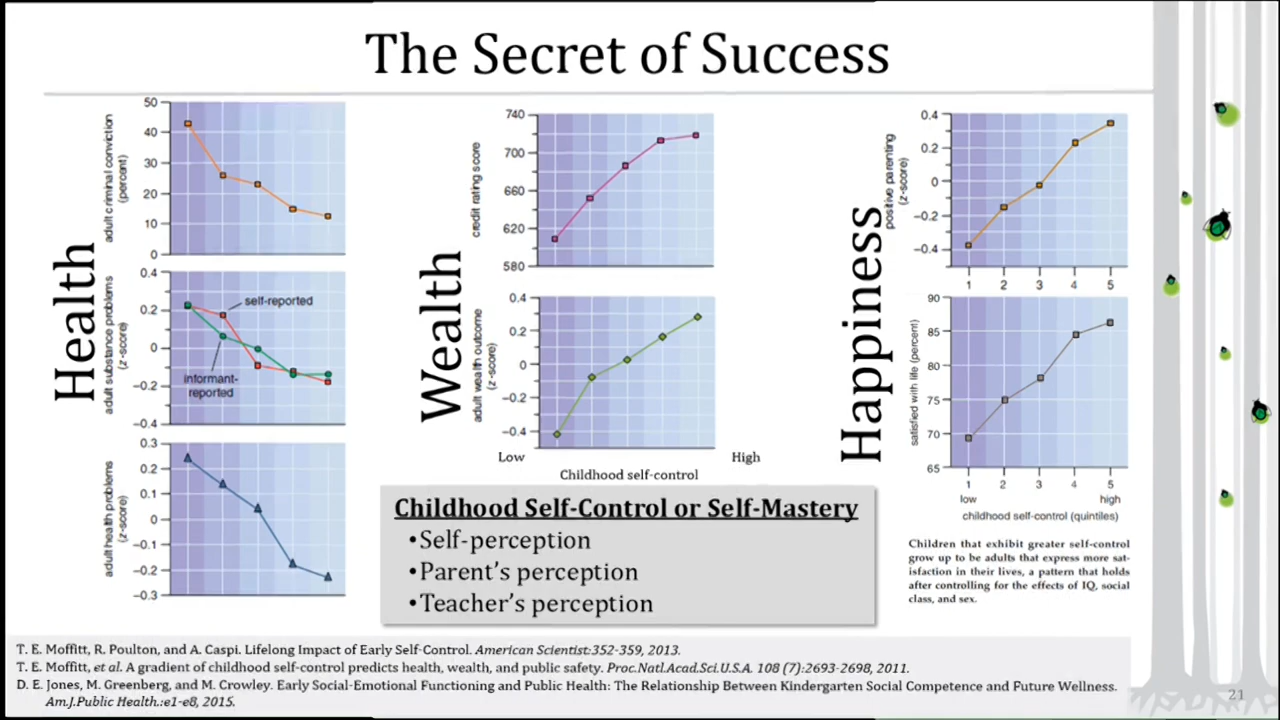 The Secret of Success
Health
adult criminal conviction
(percent)
50
40
30
20
10
0
adult substance problems
(z-score)
0.4
0.2
0
−0.2
−0.4
self-reported
informant-
reported
adult health problems
(z-score)
0.3
0.2
0.1
0
−0.1
−0.2
−0.3
Wealth
credit rating score
740
700
660
620
580
adult wealth outcome
(z-score)
0.4
0.2
0
−0.2
−0.4
Low High
Childhood self-control
Happiness
positive parenting
(z-score)
0.4
0.2
0
−0.2
−0.4
1 2 3 4 5
satisfied with life (percent)
90
85
80
75
70
65
1 2 3 4 5
low high
childhood self-control (quintiles)
Children that exhibit greater self-control
grow up to be adults that express more sat-
isfaction in their lives, a pattern that holds
after controlling for the effects of IQ, social
class, and sex.
Childhood Self-Control or Self-Mastery
•Self-perception
•Parent’s perception
•Teacher’s perception
T. E. Moffitt, R. Poulton, and A. Caspi. Lifelong Impact of Early Self-Control. American Scientist:352-359, 2013.
T. E. Moffitt, et al. A gradient of childhood self-control predicts health, wealth, and public safety. Proc.Natl.Acad.Sci.U.S.A. 108 (7):2693-2698, 2011.
D. E. Jones, M. Greenberg, and M. Crowley. Early Social-Emotional Functioning and Public Health: The Relationship Between Kindergarten Social Competence and Future Wellness.
Am.J.Public Health.:e1-e8, 2015.
21